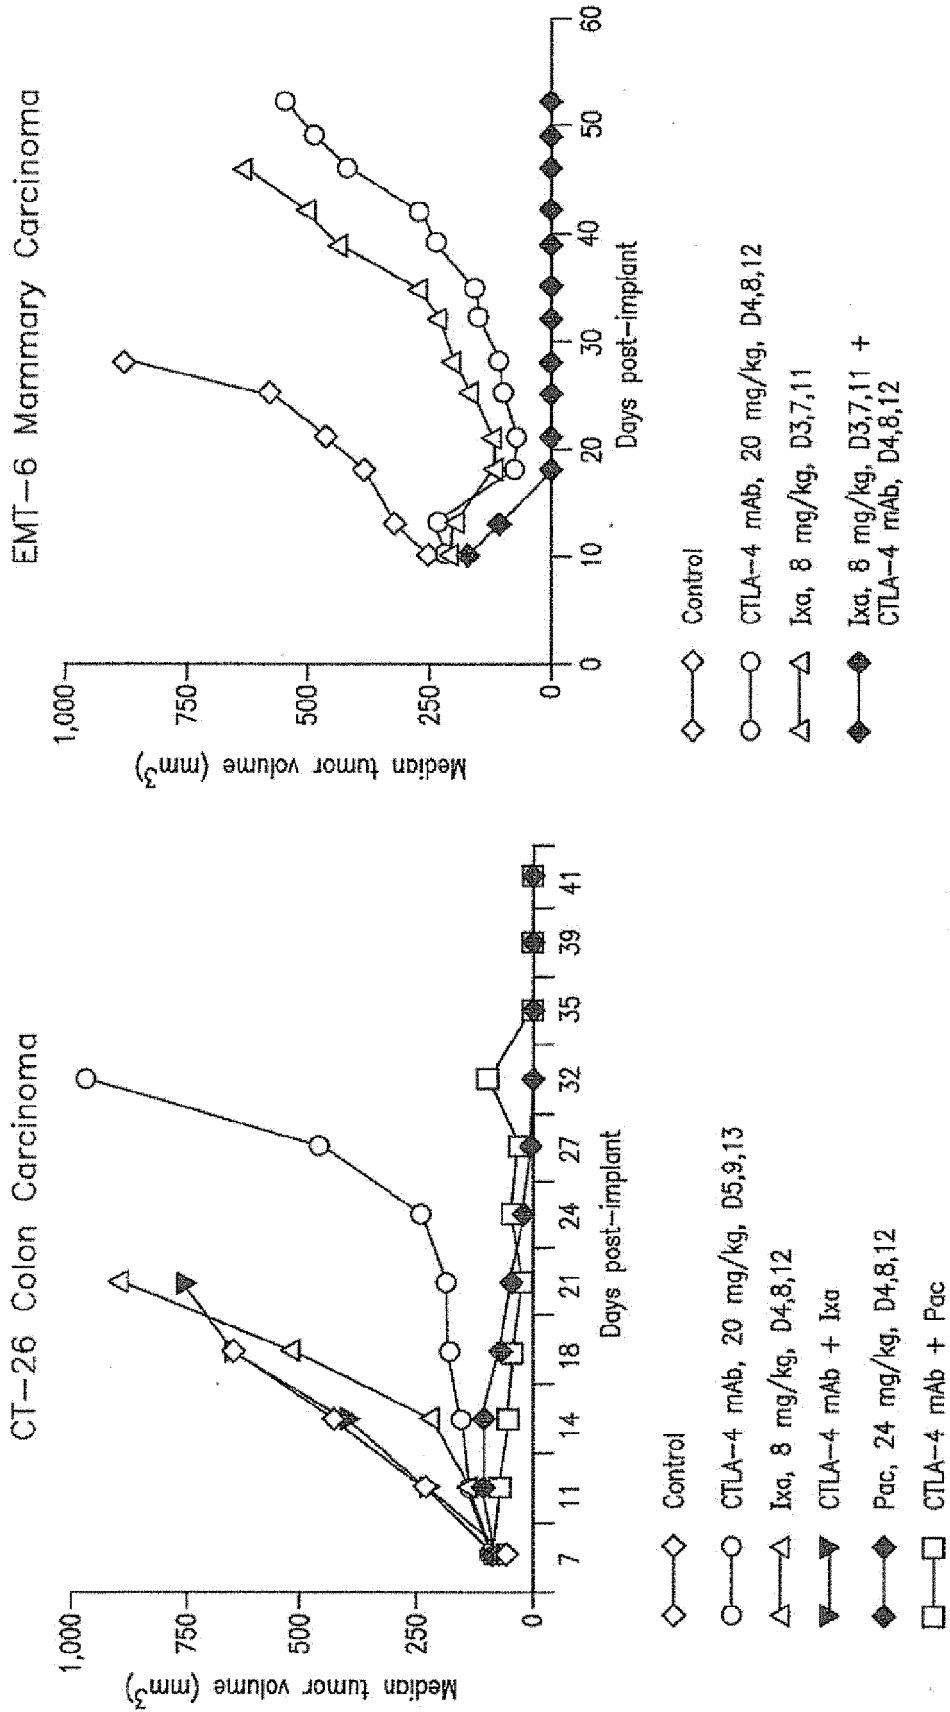 CT-26 Colon Carcinoma
Median tumor volume (mm3)
1,000
750
500
250
0
7 11 14 18 21 24 27 32 35 39 41
Days post-implant
Control
CTLA-4 mAb, 20 mg/kg, D5,9,13
Ixa, 8 mg/kg, D4,8,12
CTLA-4 mAb + Ixa
Pac, 24 mg/kg, D4,8,12
CTLA-4 mAb + Pac
EMT-6 Mammary Carcinoma
Median tumor volume (mm3)
1,000
750
500
250
0
0 10 20 30 40 50 60
Days post-implant
Control
CTLA-4 mAb, 20 mg/kg, D4,8,12
Ixa, 8 mg/kg, D3,7,11
Ixa, 8 mg/kg, D3,7,11 +
CTLA-4 mAb, D4,8,12